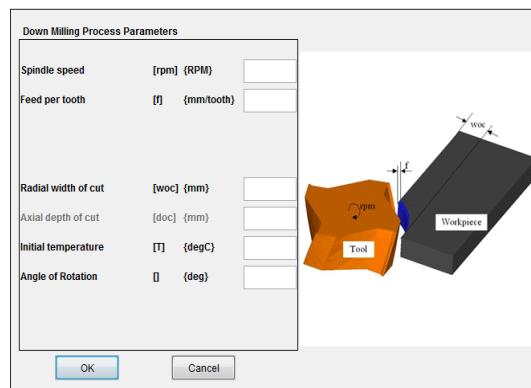 Down Milling Process Parameters
Spindle speed [rpm] {RPM}
Feed per tooth [f] {mm/tooth}
Radial width of cut [woc] {mm}
Axial depth of cut [doc] {mm}
Initial temperature [T] {degC}
Angle of Rotation [] {deg}
OK Cancel
woc
f
rpm
Workpiece
Tool